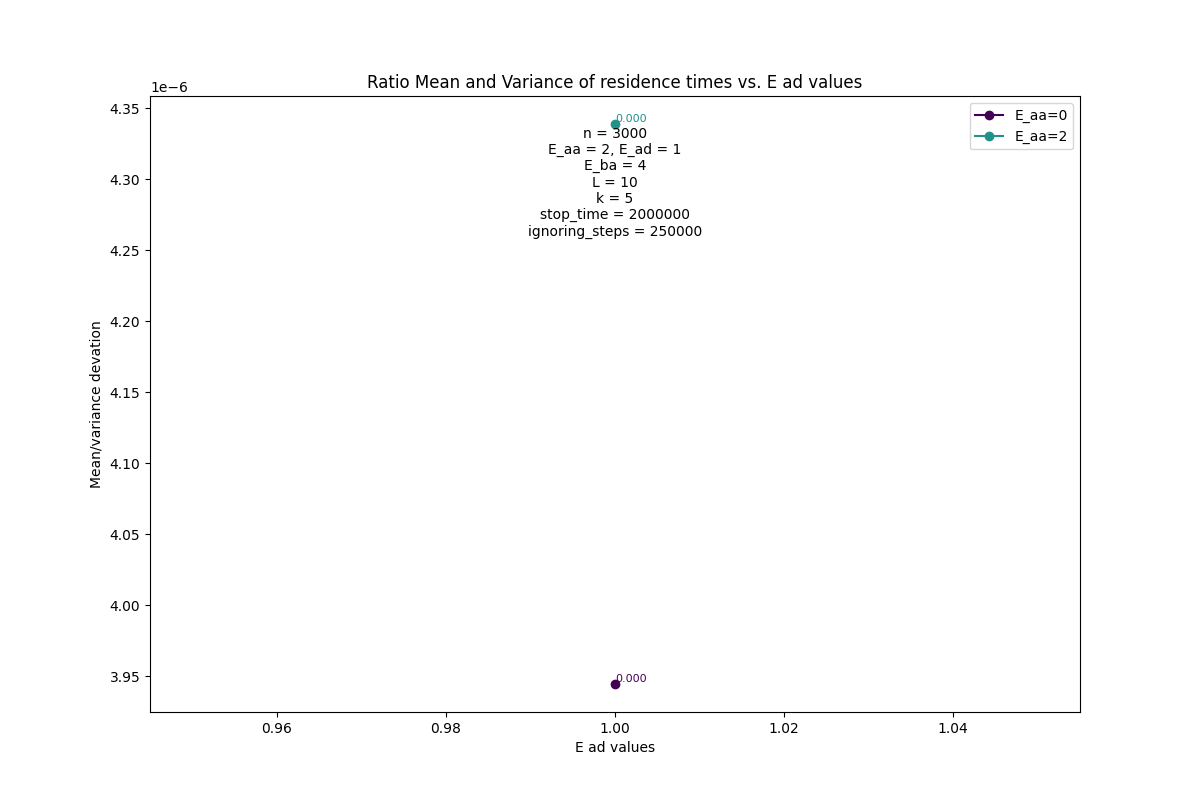 Ratio Mean and Variance of residence times vs. E ad values
1e−6
4.35
4.30
4.25
4.20
4.15
4.10
4.05
4.00
3.95
Mean/variance devation
0.000
n = 3000
E_aa = 2, E_ad = 1
E_ba = 4
L = 10
k = 5
stop_time = 2000000
ignoring_steps = 250000
E_aa=0
E_aa=2
0.000
0.96
0.98
1.00
1.02
1.04
E ad values